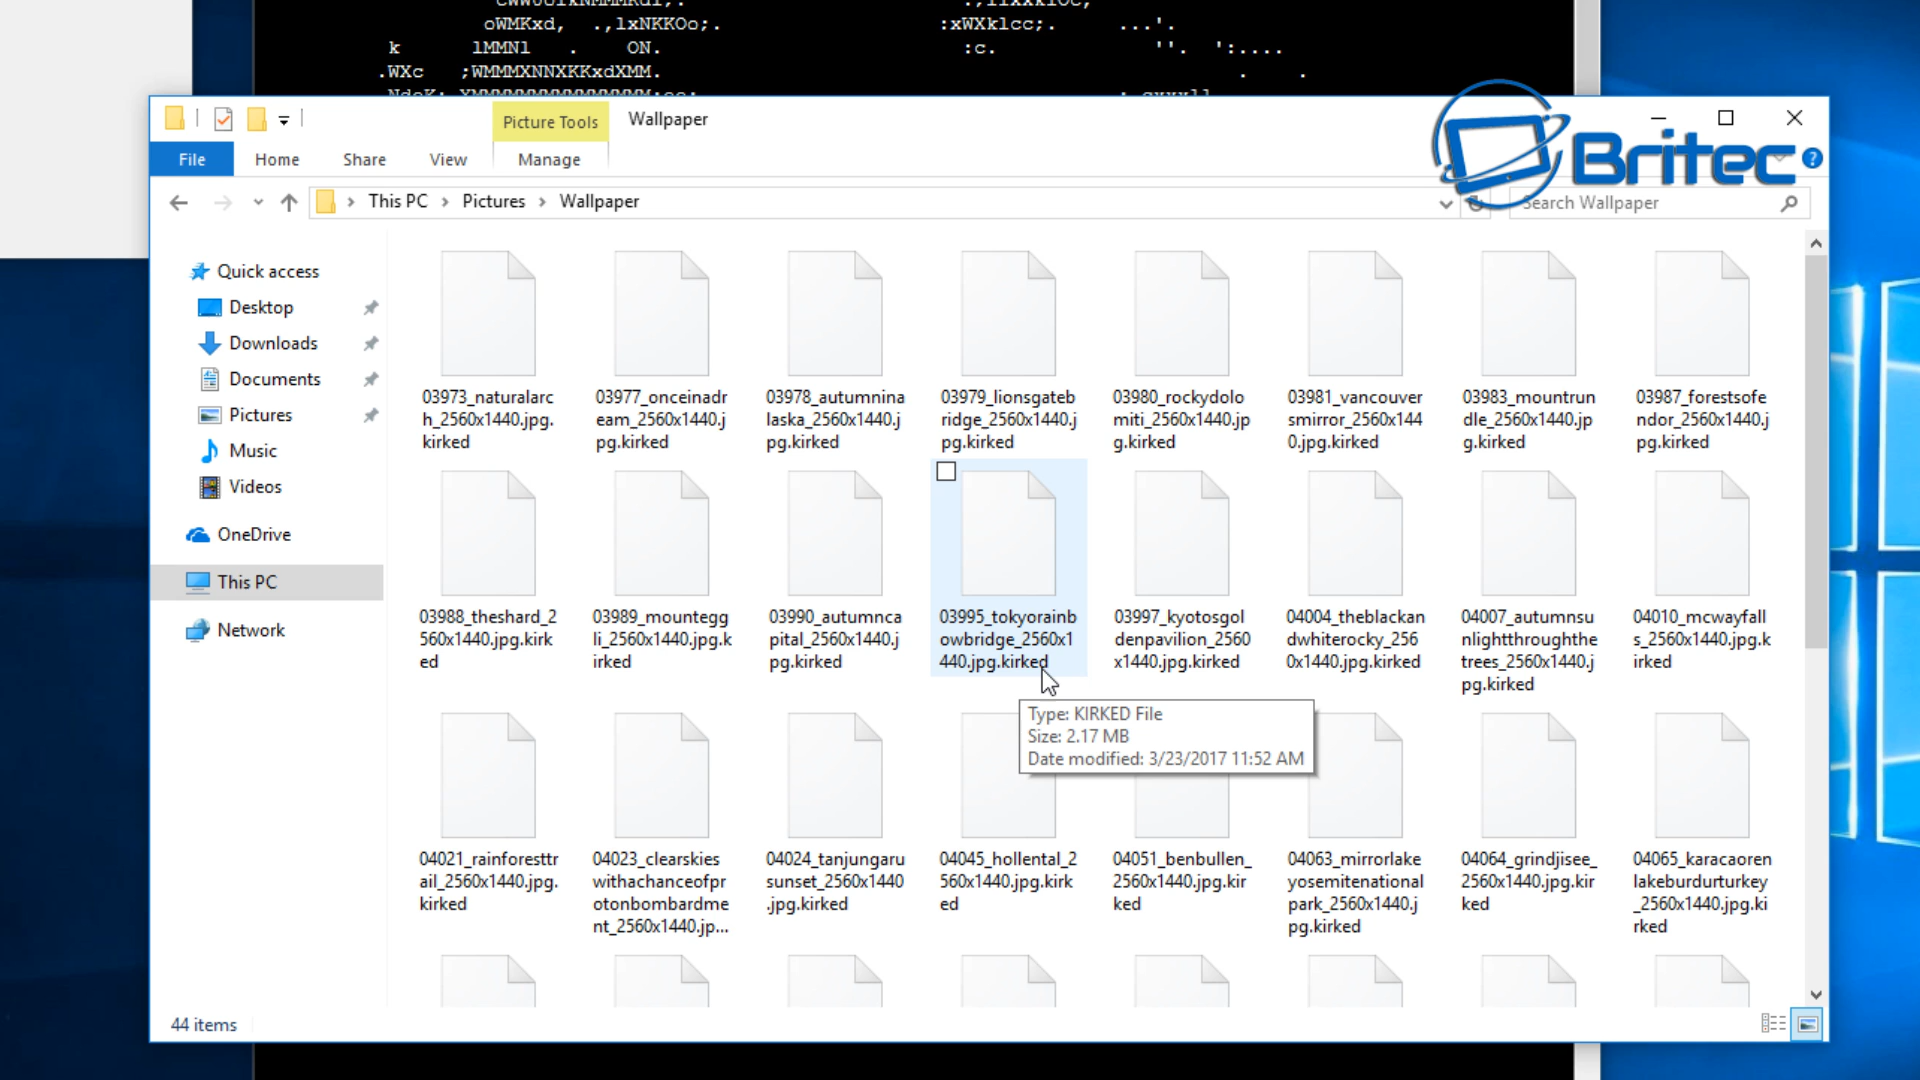 oWMKxd, .,lxNKKOo;. :xWXklcc;. ...'.
k lMMNl . ON. :c. ''. ':....
.WXc ;WMMMXNNXKKxdXMM. . .
Picture Tools Wallpaper
Britec
File Home Share View Manage
This PC Pictures Wallpaper
Search Wallpaper
Quick access
Desktop
Downloads
Documents
Pictures
Music
Videos
OneDrive
This PC
Network
03973_naturalarc
h_2560x1440.jpg.
kirked
03977_onceinadr
eam_2560x1440.j
pg.kirked
03978_autumnina
laska_2560x1440.j
pg.kirked
03979_lionsgateb
ridge_2560x1440.j
pg.kirked
03980_rockydolo
miti_2560x1440.jp
g.kirked
03981_vancouver
smirror_2560x144
0.jpg.kirked
03983_mountrun
dle_2560x1440.jp
g.kirked
03987_forestsofe
ndor_2560x1440.j
pg.kirked
03988_theshard_2
560x1440.jpg.kirk
ed
03989_mountegg
li_2560x1440.jpg.k
irked
03990_autumnca
pital_2560x1440.j
pg.kirked
03995_tokyorainb
owbridge_2560x1
440.jpg.kirked
03997_kyotosgol
denpavilion_2560
x1440.jpg.kirked
04004_theblackan
dwhiterocky_256
0x1440.jpg.kirked
04007_autumnsu
nlightthroughthe
trees_2560x1440.j
pg.kirked
04010_mcwayfall
s_2560x1440.jpg.k
irked
Type: KIRKED File
Size: 2.17 MB
Date modified: 3/23/2017 11:52 AM
04021_rainforesttr
ail_2560x1440.jpg.
kirked
04023_clearskies
withachanceofpr
otonbombardme
nt_2560x1440.jp...
04024_tanjungaru
sunset_2560x1440
.jpg.kirked
04045_hollental_2
560x1440.jpg.kirk
ed
04051_benbullen_
2560x1440.jpg.kir
ked
04063_mirrorlake
yosemitenational
park_2560x1440.j
pg.kirked
04064_grindjisee_
2560x1440.jpg.kir
ked
04065_karacaoren
lakeburdurturkey
_2560x1440.jpg.ki
rked
44 items